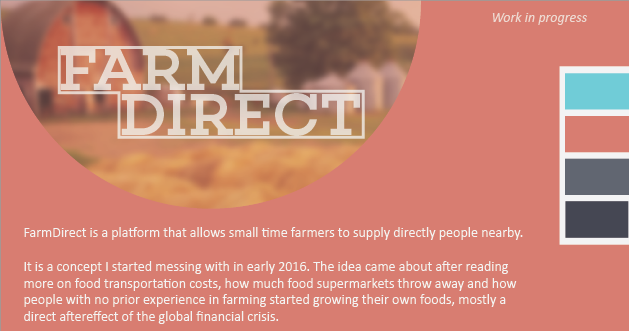 Work in progress
FARM
DIRECT
FarmDirect is a platform that allows small time farmers to supply directly people nearby.
It is a concept I started messing with in early 2016. The idea came about after reading
more on food transportation costs, how much food supermarkets throw away and how
people with no prior experience in farming started growing their own foods, mostly a
direct aftereffect of the global financial crisis.